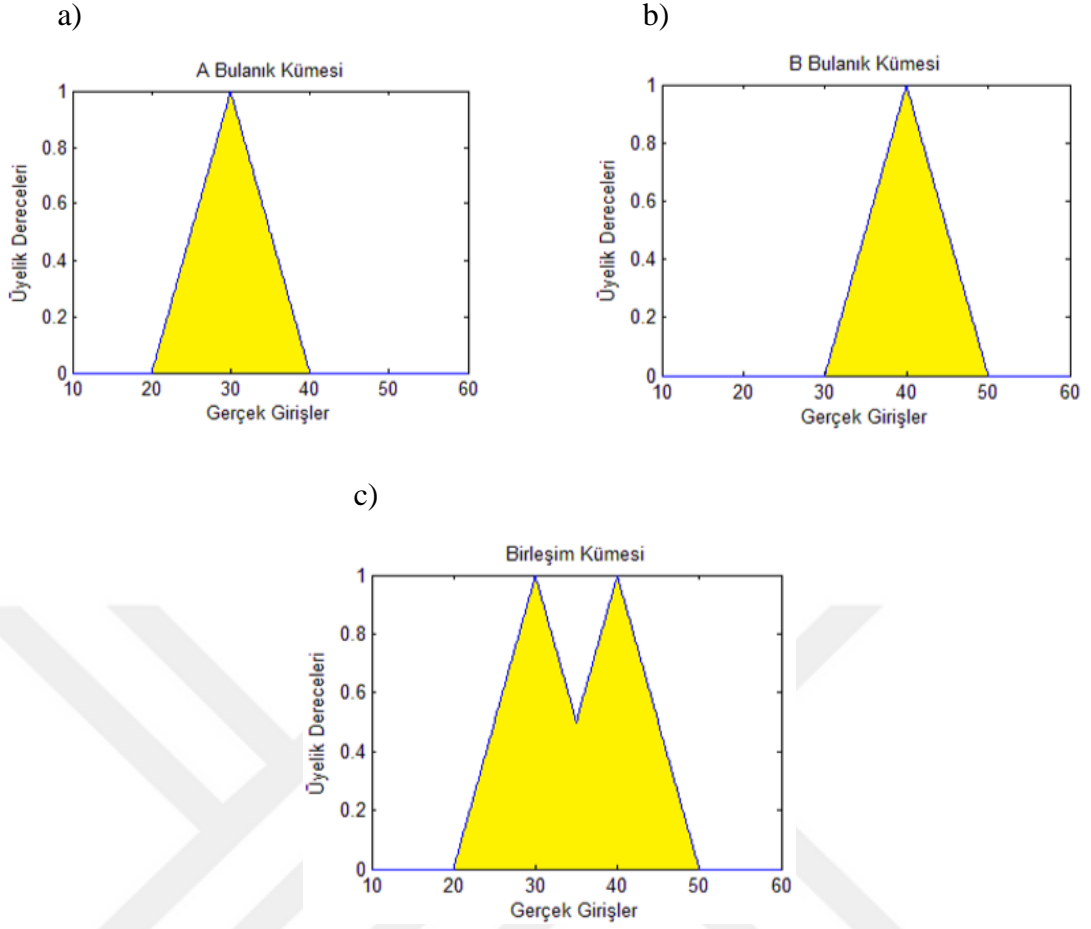 a)
A Bulanık Kümesi
Üyelik Dereceleri
1
0.8
0.6
0.4
0.2
0
10 20 30 40 50 60
Gerçek Girişler
b)
B Bulanık Kümesi
Üyelik Dereceleri
1
0.8
0.6
0.4
0.2
0
10 20 30 40 50 60
Gerçek Girişler
c)
Birleşim Kümesi
Üyelik Dereceleri
1
0.8
0.6
0.4
0.2
0
10 20 30 40 50 60
Gerçek Girişler